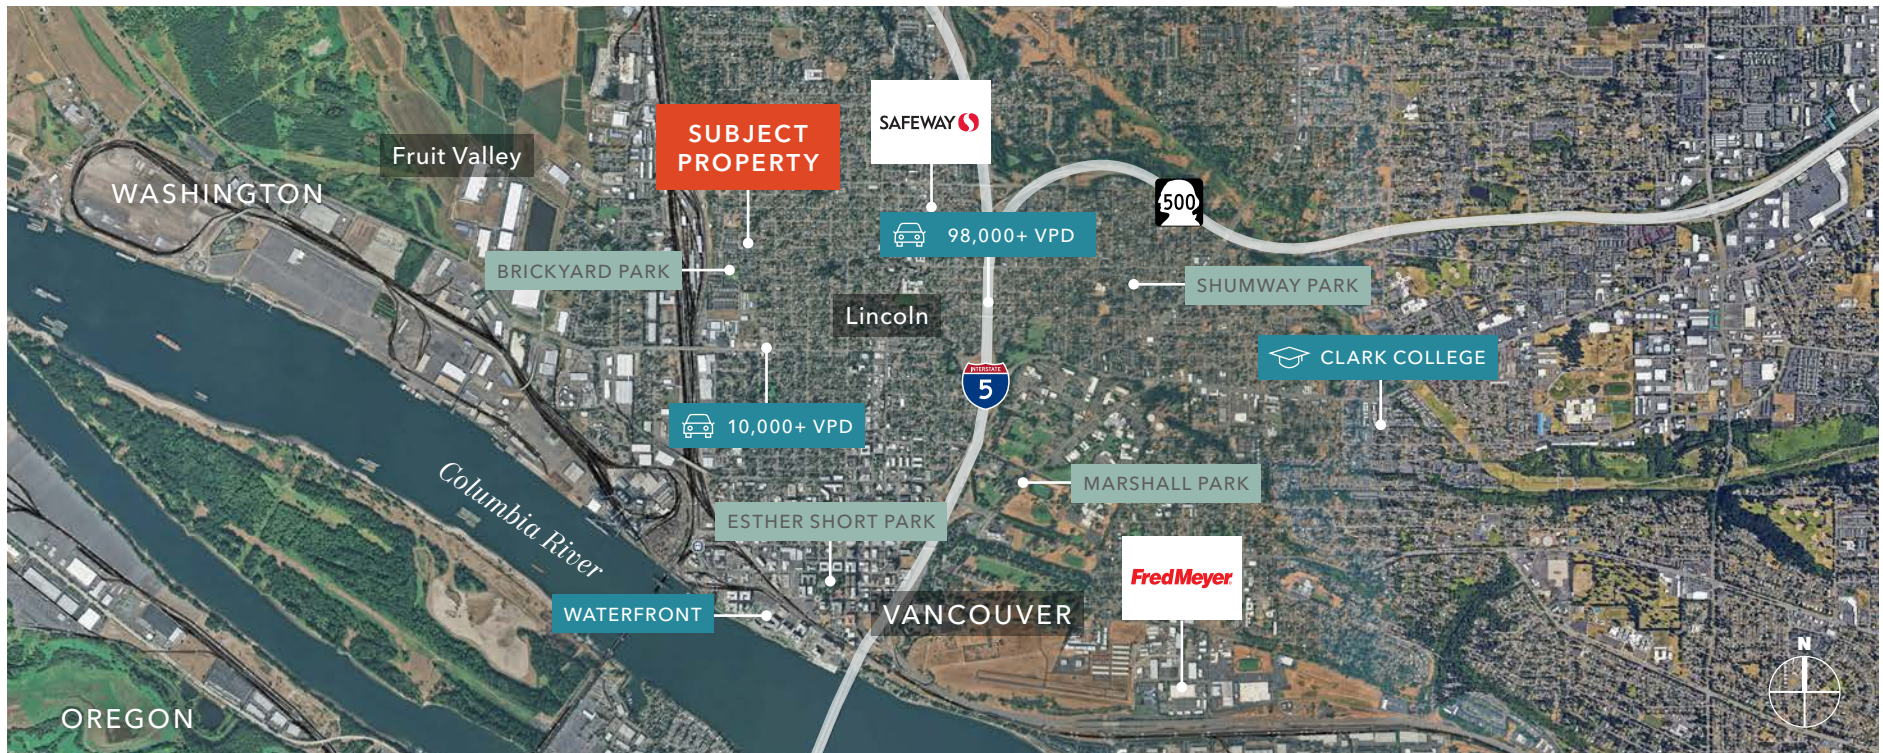 SUBJECT
PROPERTY
SAFEWAY
Fruit Valley
WASHINGTON
500
98,000+ VPD
BRICKYARD PARK
SHUMWAY PARK
Lincoln
CLARK COLLEGE
INTERSTATE
5
10,000+ VPD
Columbia River
MARSHALL PARK
ESTHER SHORT PARK
FredMeyer
WATERFRONT
VANCOUVER
N
OREGON